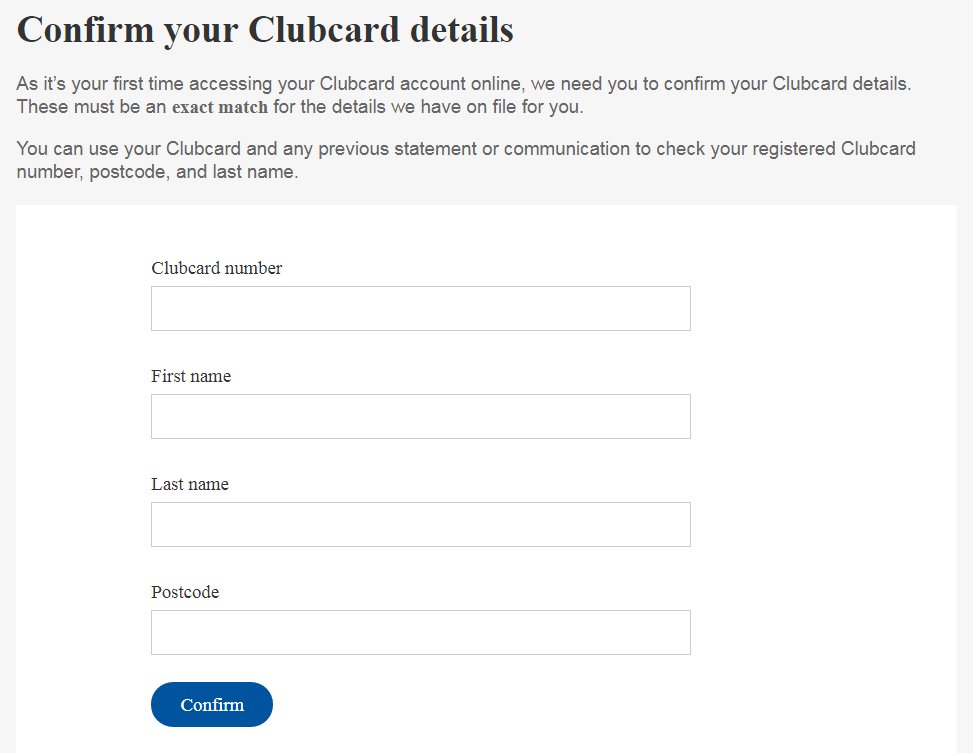 Confirm your Clubcard details
As it’s your first time accessing your Clubcard account online, we need you to confirm your Clubcard details.
These must be an exact match for the details we have on file for you.
You can use your Clubcard and any previous statement or communication to check your registered Clubcard
number, postcode, and last name.
Clubcard number
First name
Last name
Postcode
Confirm